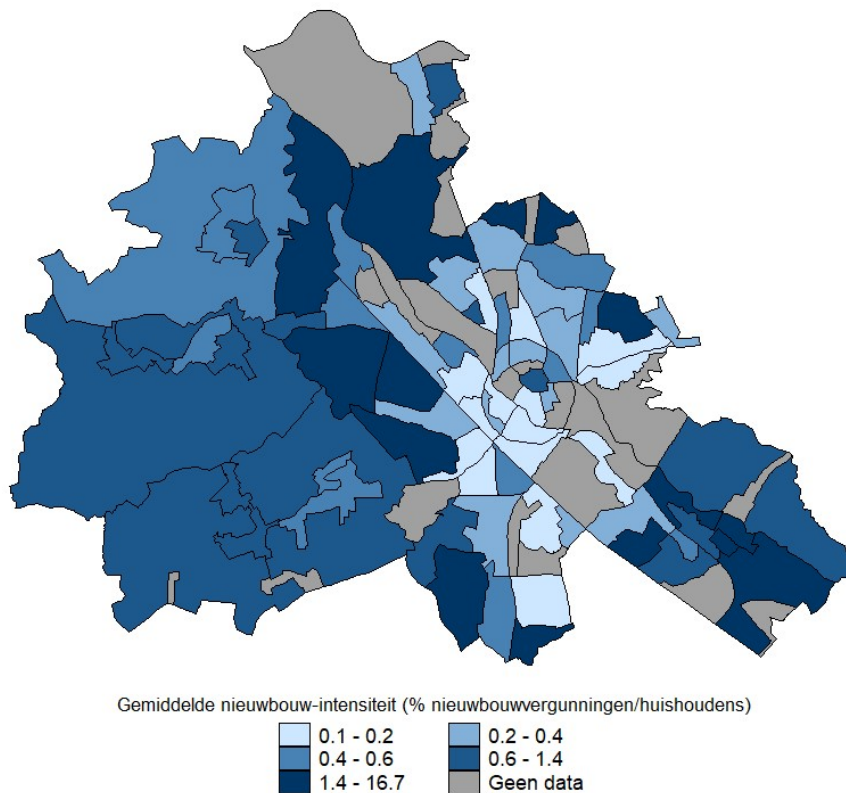 Gemiddelde nieuwbouw-intensiteit (% nieuwbouwvergunningen/huishoudens)
0.1 - 0.2 0.2 - 0.4
0.4 - 0.6 0.6 - 1.4
1.4 - 16.7 Geen data